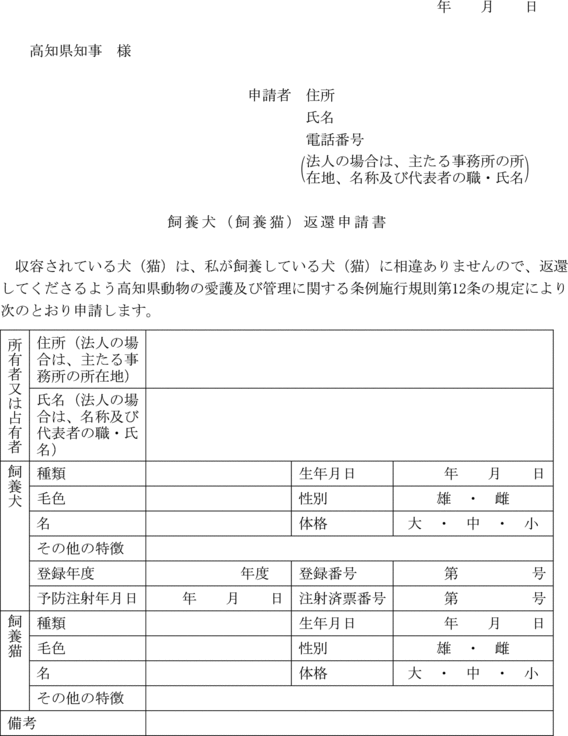 年　　月　　日
高知県知事　様
申請者　住所
氏名
電話番号
(法人の場合は、主たる事務所の所
在地、名称及び代表者の職・氏名)
飼養犬（飼養猫）返還申請書
収容されている犬（猫）は、私が飼養している犬（猫）に相違ありませんので、返還
してくださるよう高知県動物の愛護及び管理に関する条例施行規則第12条の規定により
次のとおり申請します。
所有者又は占有者
住所（法人の場
合は、主たる事
務所の所在地）
氏名（法人の場
合は、名称及び
代表者の職・氏
名）
飼養犬
種類　生年月日　年　　月　　日
毛色　性別　雄　・　雌
名　体格　大　・　中　・　小
その他の特徴
登録年度　年度　登録番号　第　　号
予防注射年月日　年　　月　　日　注射済票番号　第　　号
飼養猫
種類　生年月日　年　　月　　日
毛色　性別　雄　・　雌
名　体格　大　・　中　・　小
その他の特徴
備考